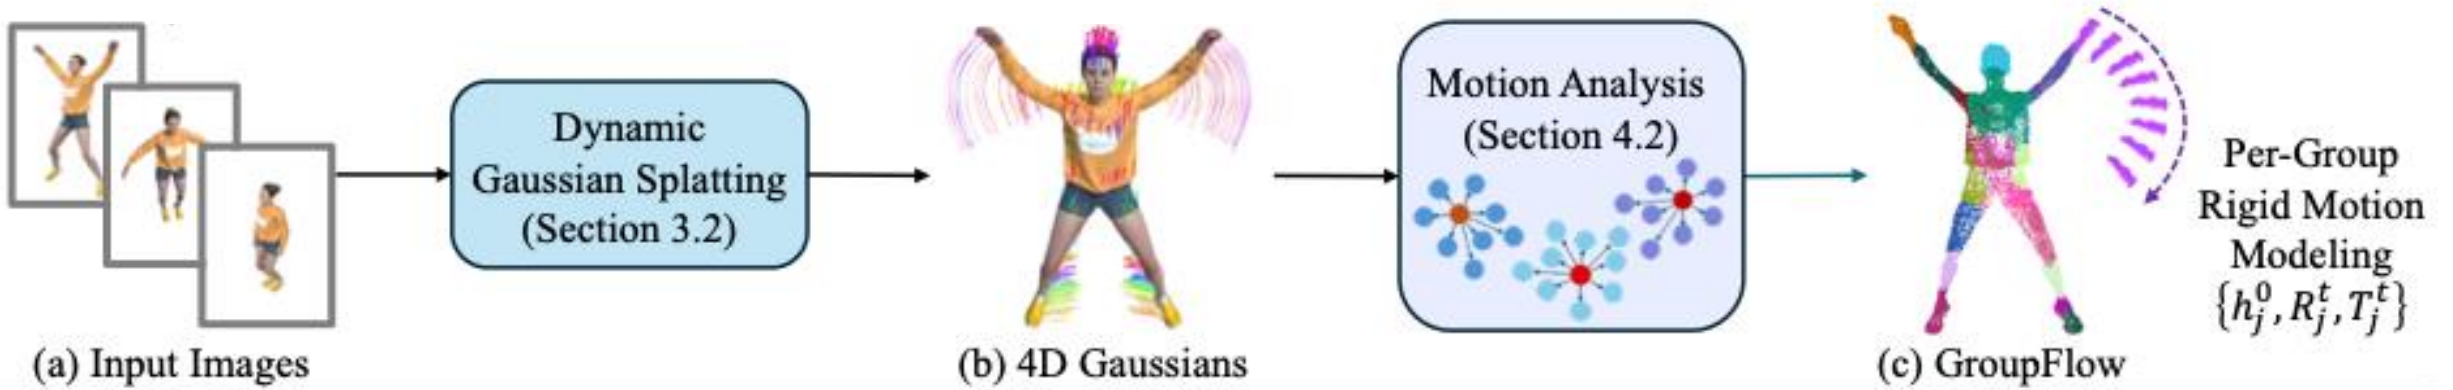 Dynamic
Gaussian Splatting
(Section 3.2)
Motion Analysis
(Section 4.2)
Per-Group
Rigid Motion
Modeling
{h_j^0, R_j^t, T_j^t}
(a) Input Images
(b) 4D Gaussians
(c) GroupFlow